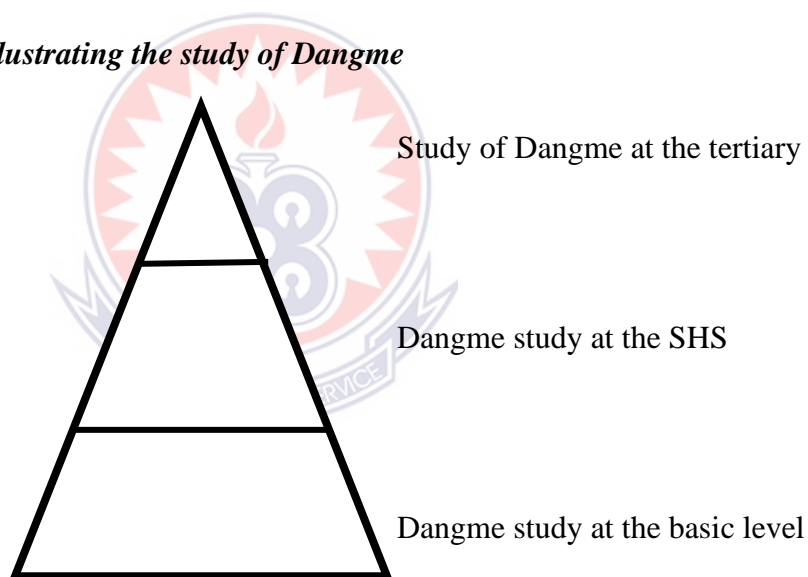 lustrating the study of Dangme
Study of Dangme at the tertiary
Dangme study at the SHS
RVICE
Dangme study at the basic level